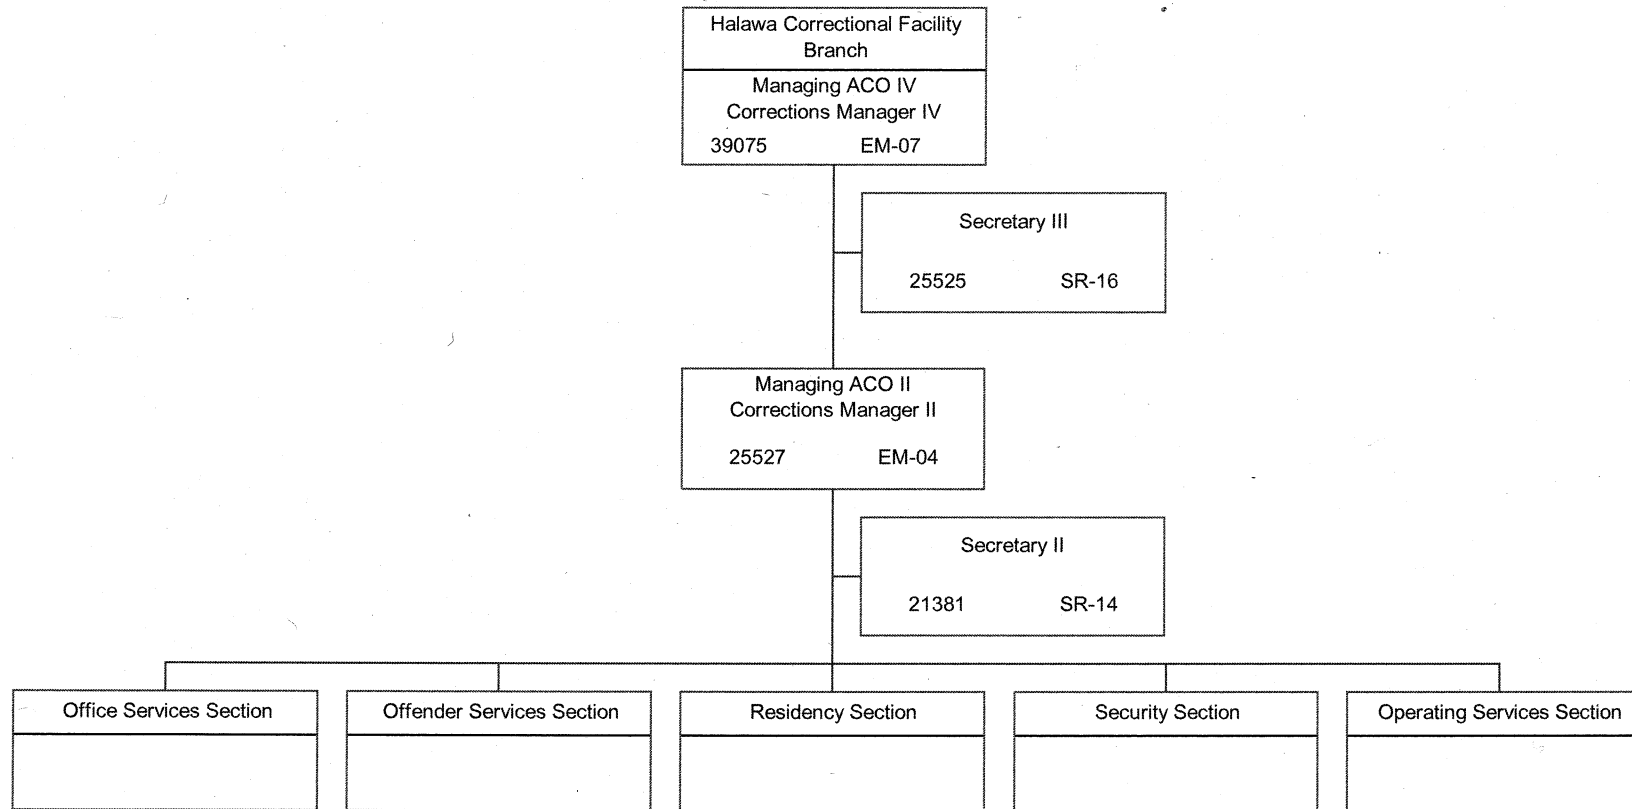 Halawa Correctional Facility
Branch
Managing ACO IV
Corrections Manager IV
39075 EM-07
Secretary III
25525 SR-16
Managing ACO II
Corrections Manager II
25527 EM-04
Secretary II
21381 SR-14
Office Services Section
Offender Services Section
Residency Section
Security Section
Operating Services Section